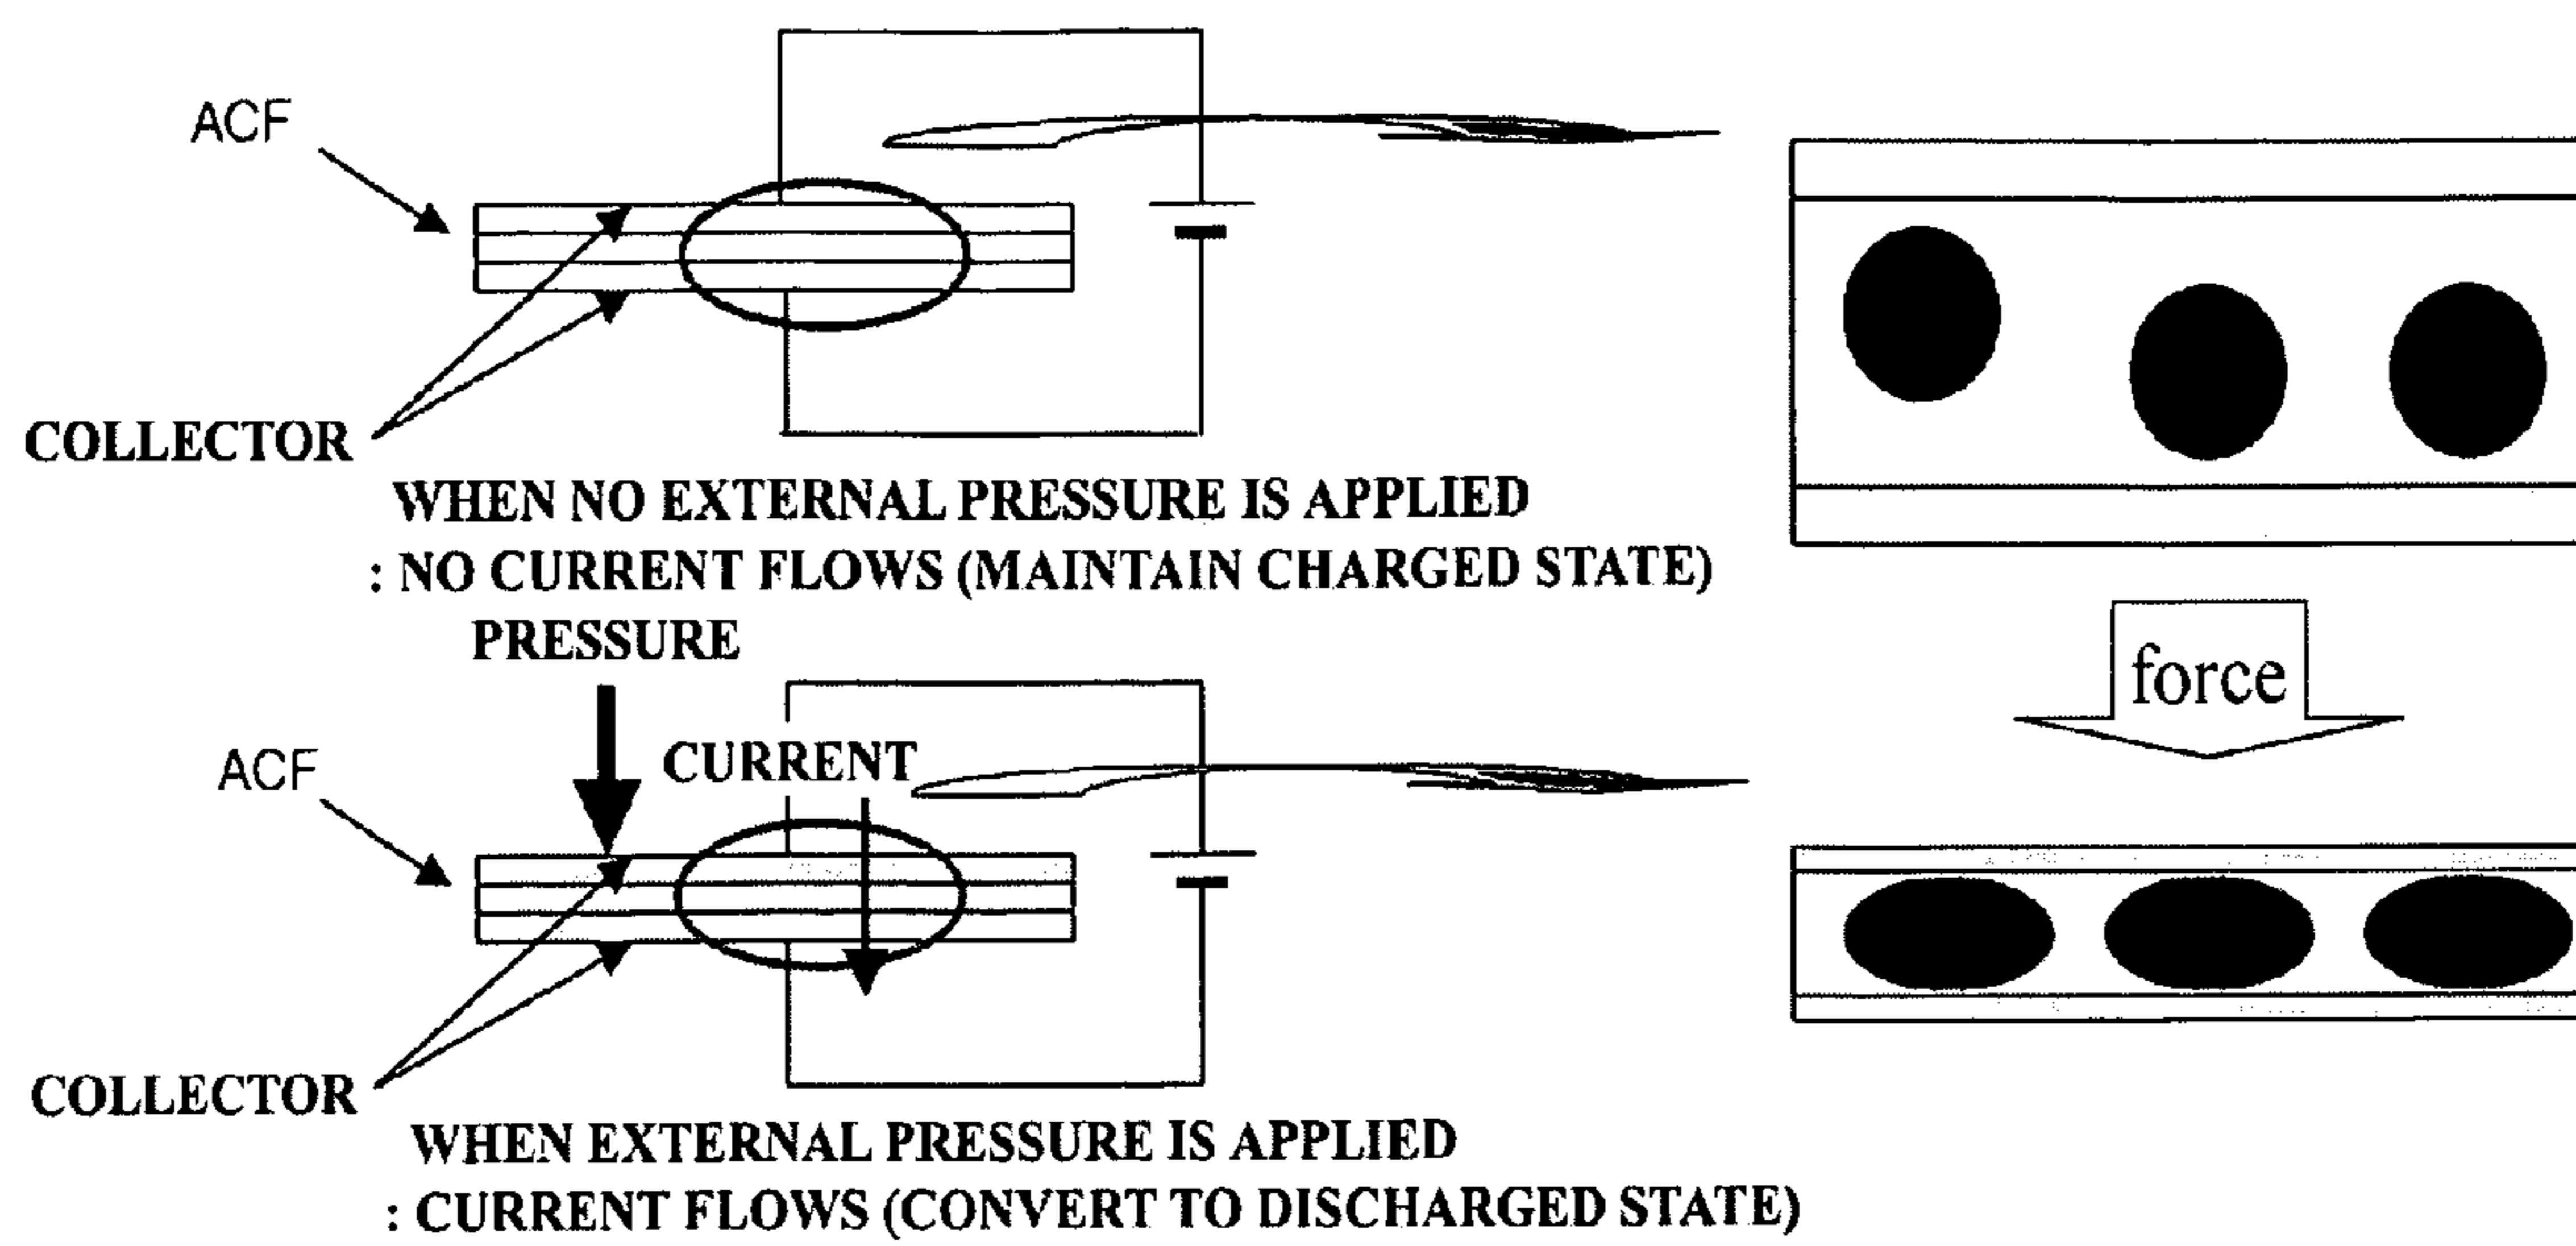 ACF
COLLECTOR
WHEN NO EXTERNAL PRESSURE IS APPLIED
: NO CURRENT FLOWS (MAINTAIN CHARGED STATE)
PRESSURE
force
CURRENT
ACF
COLLECTOR
WHEN EXTERNAL PRESSURE IS APPLIED
: CURRENT FLOWS (CONVERT TO DISCHARGED STATE)